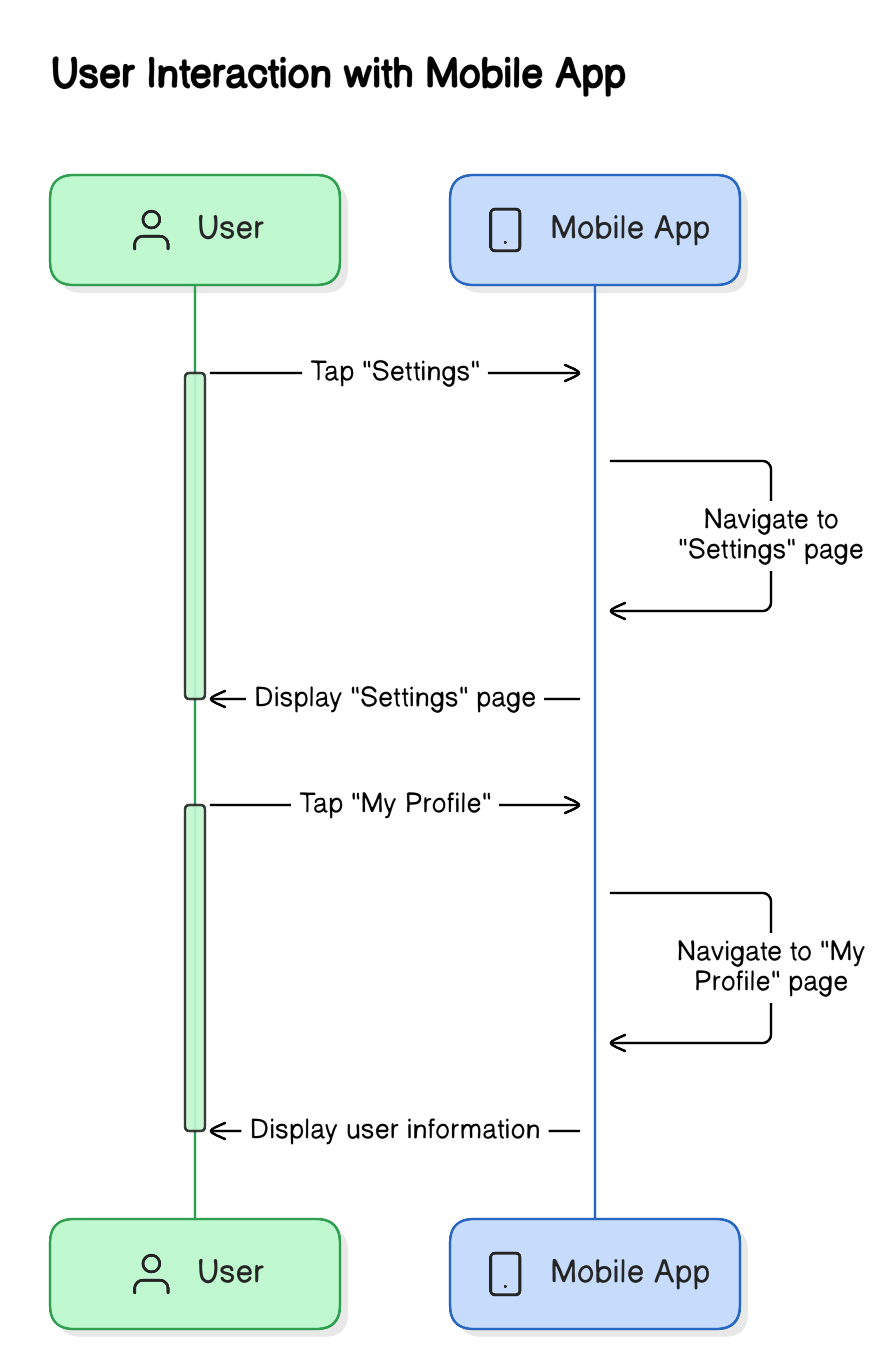 User Interaction with Mobile App
User
Mobile App
Tap "Settings"
Navigate to
"Settings" page
Display "Settings" page
Tap "My Profile"
Navigate to "My
Profile" page
Display user information
User
Mobile App